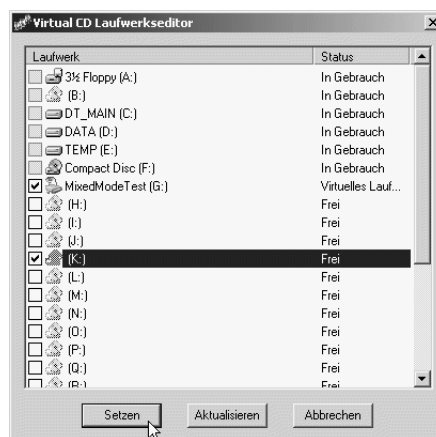 Virtual CD Laufwerkseditor
Laufwerk Status
3½ Floppy (A:) In Gebrauch
(B:) In Gebrauch
DT_MAIN (C:) In Gebrauch
DATA (D:) In Gebrauch
TEMP (E:) In Gebrauch
Compact Disc (F:) In Gebrauch
MixedModeTest (G:) Virtuelles Lauf...
(H:) Frei
(I:) Frei
(J:) Frei
(K:) Frei
(L:) Frei
(M:) Frei
(N:) Frei
(O:) Frei
(P:) Frei
(Q:) Frei
(R:) Frei
Setzen Aktualisieren Abbrechen